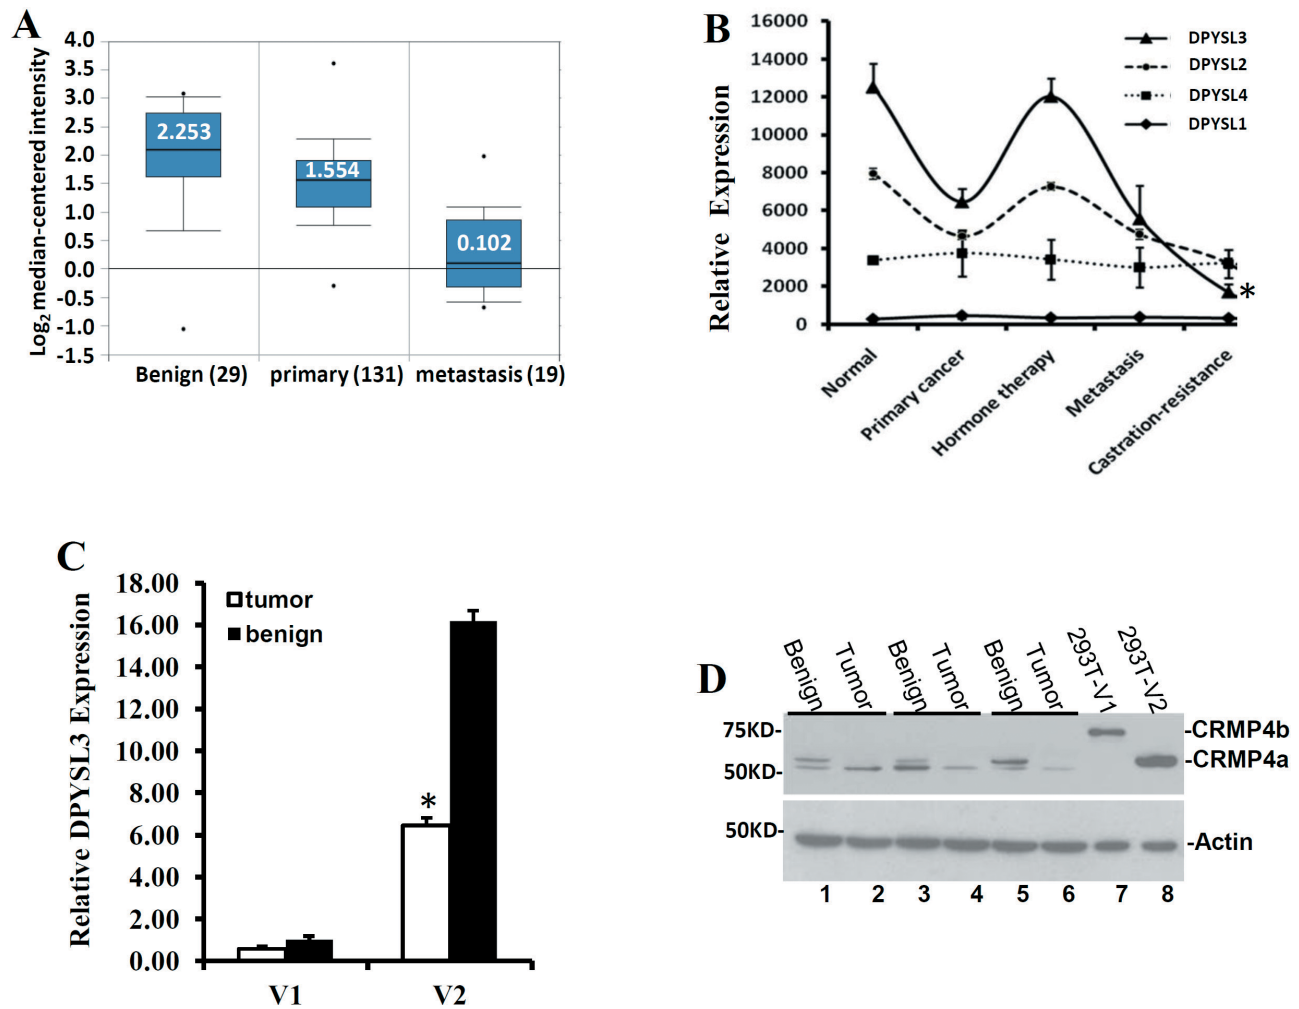 A
Log2 median-centered intensity
4.0
3.5
3.0
2.5
2.0
1.5
1.0
0.5
0.0
-0.5
-1.0
-1.5
2.253
1.554
0.102
Benign (29) primary (131) metastasis (19)
B
Relative Expression
16000
14000
12000
10000
8000
6000
4000
2000
0
DPYSL3
DPYSL2
DPYSL4
DPYSL1
*
Normal
Primary cancer
Hormone therapy
Metastasis
Castration-resistance
C
Relative DPYSL3 Expression
18.00
16.00
14.00
12.00
10.00
8.00
6.00
4.00
2.00
0.00
tumor
benign
*
V1 V2
D
Benign Tumor Benign Tumor Benign Tumor 293T-V1 293T-V2
75KD- -CRMP4b
50KD- -CRMP4a
50KD- -Actin
1 2 3 4 5 6 7 8